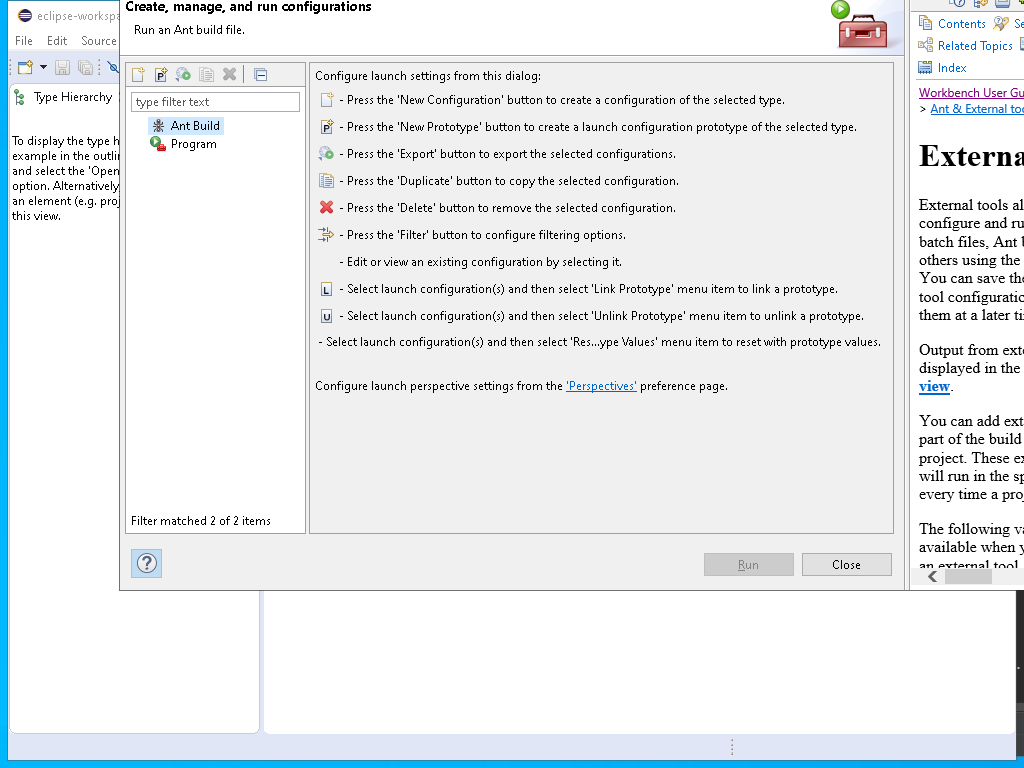 eclipse-workspa
File Edit Source
Type Hierarchy
To display the type h
example in the outli
and select the 'Open
option. Alternatively
an element (e.g. proj
this view.
Create, manage, and run configurations
Run an Ant build file.
type filter text
Ant Build
Program
Filter matched 2 of 2 items
Configure launch settings from this dialog:
- Press the 'New Configuration' button to create a configuration of the selected type.
- Press the 'New Prototype' button to create a launch configuration prototype of the selected type.
- Press the 'Export' button to export the selected configurations.
- Press the 'Duplicate' button to copy the selected configuration.
- Press the 'Delete' button to remove the selected configuration.
- Press the 'Filter' button to configure filtering options.
- Edit or view an existing configuration by selecting it.
L - Select launch configuration(s) and then select 'Link Prototype' menu item to link a prototype.
U - Select launch configuration(s) and then select 'Unlink Prototype' menu item to unlink a prototype.
- Select launch configuration(s) and then select 'Res...ype Values' menu item to reset with prototype values.
Configure launch perspective settings from the 'Perspectives' preference page.
Run
Close
Contents Se
Related Topics
Index
Workbench User Gu
> Ant & External too
Externa
External tools al
configure and ru
batch files, Ant b
others using the
You can save the
tool configuratio
them at a later ti
Output from exte
displayed in the
view.
You can add exte
part of the build
project. These ex
will run in the sp
every time a proj
The following va
available when y
an external tool